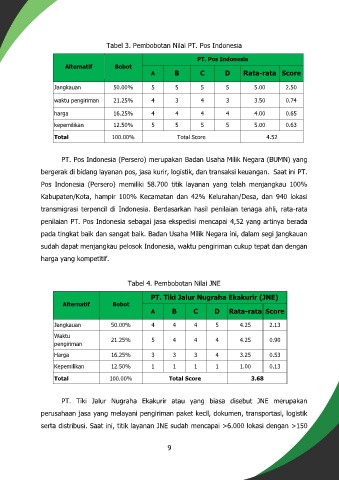 Tabel 3. Pembobotan Nilai PT. Pos Indonesia
Alternatif Bobot PT. Pos Indonesia
A B C D Rata-rata Score
Jangkauan 50.00% 5 5 5 5 5.00 2.50
waktu pengiriman 21.25% 4 3 4 3 3.50 0.74
harga 16.25% 4 4 4 4 4.00 0.65
kepemilikan 12.50% 5 5 5 5 5.00 0.63
Total 100.00% Total Score 4.52
PT. Pos Indonesia (Persero) merupakan Badan Usaha Milik Negara (BUMN) yang
bergerak di bidang layanan pos, jasa kurir, logistik, dan transaksi keuangan. Saat ini PT.
Pos Indonesia (Persero) memiliki 58.700 titik layanan yang telah menjangkau 100%
Kabupaten/Kota, hampir 100% Kecamatan dan 42% Kelurahan/Desa, dan 940 lokasi
transmigrasi terpencil di Indonesia. Berdasarkan hasil penilaian tenaga ahli, rata-rata
penilaian PT. Pos Indonesia sebagai jasa ekspedisi mencapai 4,52 yang artinya berada
pada tingkat baik dan sangat baik. Badan Usaha Milik Negara ini, dalam segi jangkauan
sudah dapat menjangkau pelosok Indonesia, waktu pengiriman cukup tepat dan dengan
harga yang kompetitif.
Tabel 4. Pembobotan Nilai JNE
Alternatif Bobot PT. Tiki Jalur Nugraha Ekakurir (JNE)
A B C D Rata-rata Score
Jangkauan 50.00% 4 4 4 5 4.25 2.13
Waktu
pengiriman 21.25% 5 4 4 4 4.25 0.90
Harga 16.25% 3 3 3 4 3.25 0.53
Kepemilikan 12.50% 1 1 1 1 1.00 0.13
Total 100.00% Total Score 3.68
PT. Tiki Jalur Nugraha Ekakurir atau yang biasa disebut JNE merupakan
perusahaan jasa yang melayani pengiriman paket kecil, dokumen, transportasi, logistik
serta distribusi. Saat ini, titik layanan JNE sudah mencapai >6.000 lokasi dengan >150
9